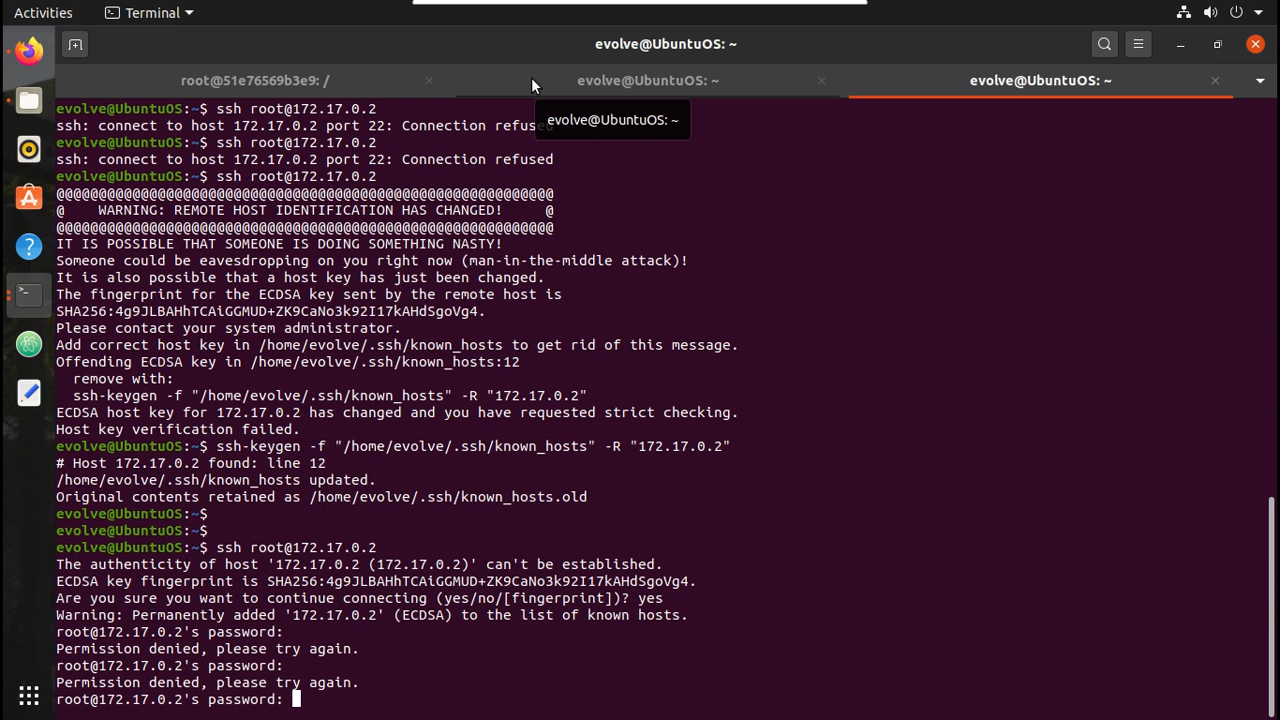 Activities
Terminal
evolve@UbuntuOS: ~
root@51e76569b3e9: /
evolve@UbuntuOS: ~
evolve@UbuntuOS: ~
evolve@UbuntuOS: ~
evolve@UbuntuOS:~$ ssh root@172.17.0.2
ssh: connect to host 172.17.0.2 port 22: Connection refus
evolve@UbuntuOS:~$ ssh root@172.17.0.2
ssh: connect to host 172.17.0.2 port 22: Connection refused
evolve@UbuntuOS:~$ ssh root@172.17.0.2
@@@@@@@@@@@@@@@@@@@@@@@@@@@@@@@@@@@@@@@@@@@@@@@@@@@@@@@@@@@
@    WARNING: REMOTE HOST IDENTIFICATION HAS CHANGED!     @
@@@@@@@@@@@@@@@@@@@@@@@@@@@@@@@@@@@@@@@@@@@@@@@@@@@@@@@@@@@
IT IS POSSIBLE THAT SOMEONE IS DOING SOMETHING NASTY!
Someone could be eavesdropping on you right now (man-in-the-middle attack)!
It is also possible that a host key has just been changed.
The fingerprint for the ECDSA key sent by the remote host is
SHA256:4g9JLBAHhTCAiGGMUD+ZK9CaNo3k92I17kAHdSgoVg4.
Please contact your system administrator.
Add correct host key in /home/evolve/.ssh/known_hosts to get rid of this message.
Offending ECDSA key in /home/evolve/.ssh/known_hosts:12
  remove with:
  ssh-keygen -f "/home/evolve/.ssh/known_hosts" -R "172.17.0.2"
ECDSA host key for 172.17.0.2 has changed and you have requested strict checking.
Host key verification failed.
evolve@UbuntuOS:~$ ssh-keygen -f "/home/evolve/.ssh/known_hosts" -R "172.17.0.2"
# Host 172.17.0.2 found: line 12
/home/evolve/.ssh/known_hosts updated.
Original contents retained as /home/evolve/.ssh/known_hosts.old
evolve@UbuntuOS:~$
evolve@UbuntuOS:~$
evolve@UbuntuOS:~$ ssh root@172.17.0.2
The authenticity of host '172.17.0.2 (172.17.0.2)' can't be established.
ECDSA key fingerprint is SHA256:4g9JLBAHhTCAiGGMUD+ZK9CaNo3k92I17kAHdSgoVg4.
Are you sure you want to continue connecting (yes/no/[fingerprint])? yes
Warning: Permanently added '172.17.0.2' (ECDSA) to the list of known hosts.
root@172.17.0.2's password:
Permission denied, please try again.
root@172.17.0.2's password:
Permission denied, please try again.
root@172.17.0.2's password: